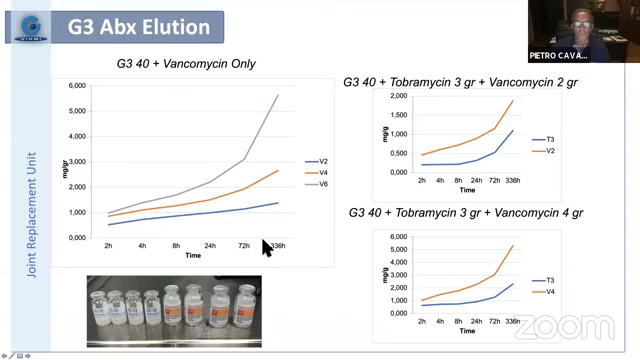 G3 Abx Elution
PIETRO CAVA...
Joint Replacement Unit
G3 40 + Vancomycin Only
6,000
5,000
4,000
3,000
2,000
1,000
0,000
mg/gr
2h 4h 8h 24h 72h 336h
Time
V2
V4
V6
G3 40 + Tobramycin 3 gr + Vancomycin 2 gr
2,000
1,500
1,000
0,500
0,000
mg/g
2h 4h 8h 24h 72h 336h
Time
T3
V2
G3 40 + Tobramycin 3 gr + Vancomycin 4 gr
6,000
5,000
4,000
3,000
2,000
1,000
0,000
mg/g
2h 4h 8h 24h 72h 336h
Time
T3
V4
zoom